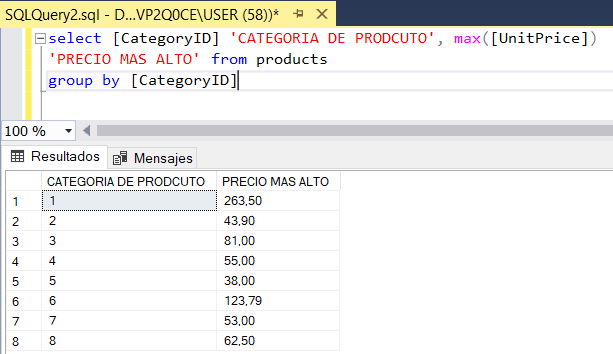 SQLQuery2.sql - D...VP2Q0CE\USER (58))*
select [CategoryID] 'CATEGORIA DE PRODCUTO', max([UnitPrice])
'PRECIO MAS ALTO' from products
group by [CategoryID]
100 %
Resultados Mensajes
CATEGORIA DE PRODCUTO PRECIO MAS ALTO
1 1 263,50
2 2 43,90
3 3 81,00
4 4 55,00
5 5 38,00
6 6 123,79
7 7 53,00
8 8 62,50